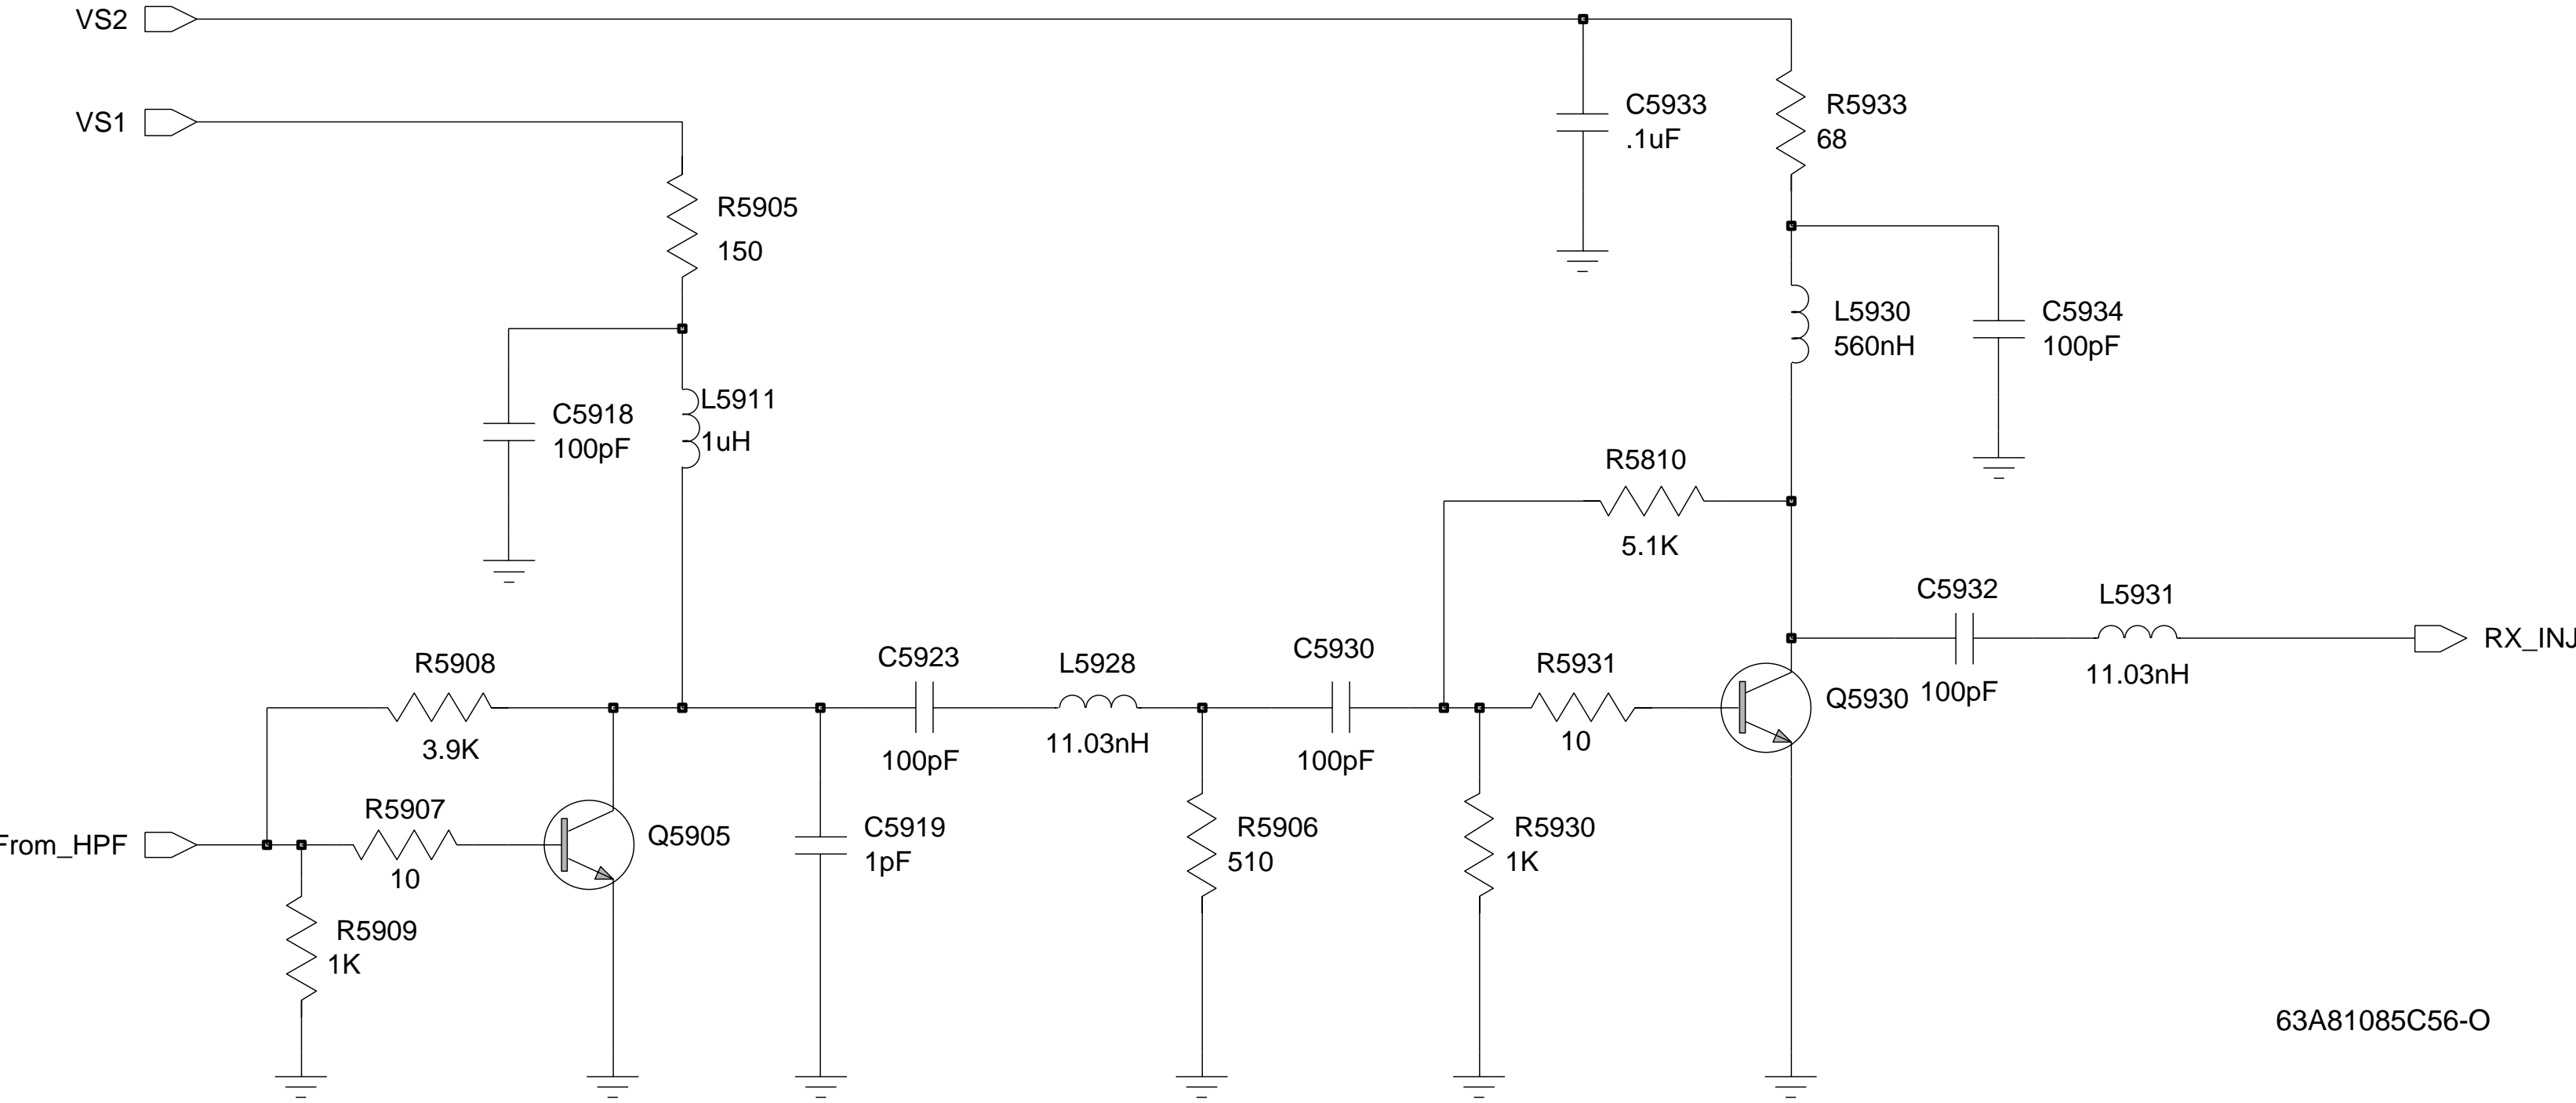 VS2
VS1
C5933
.1uF
R5933
68
R5905
150
L5930
560nH
C5934
100pF
C5918
100pF
L5911
1uH
R5810
5.1K
C5932
100pF
L5931
11.03nH
RX_INJ
R5908
3.9K
C5923
100pF
L5928
11.03nH
C5930
100pF
R5931
10
Q5930
From_HPF
R5907
10
Q5905
C5919
1pF
R5906
510
R5930
1K
R5909
1K
63A81085C56-O